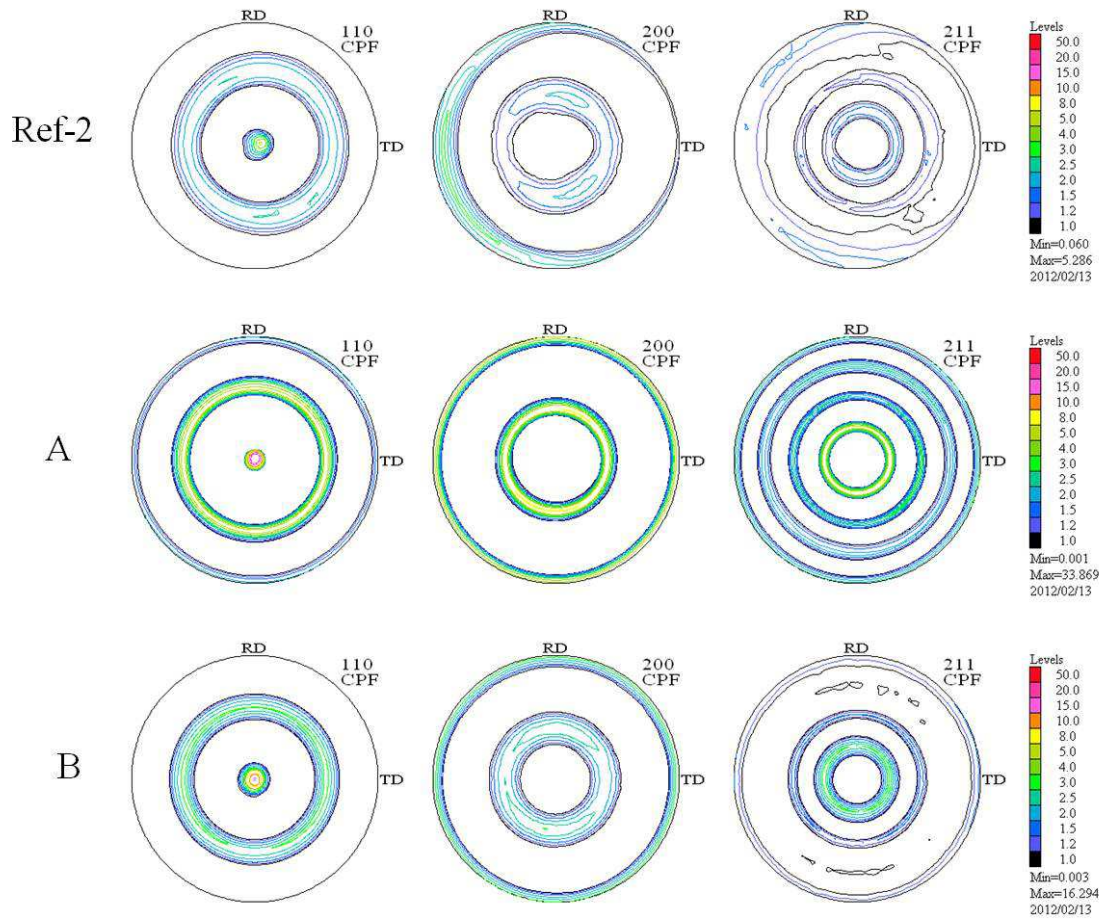 RD
110
CPF
RD
200
CPF
RD
211
CPF
Levels
50.0
20.0
15.0
10.0
8.0
5.0
4.0
3.0
2.5
2.0
1.5
1.2
1.0
Min=0.060
Max=5.286
2012/02/13
Ref-2
TD
TD
TD
RD
110
CPF
RD
200
CPF
RD
211
CPF
Levels
50.0
20.0
15.0
10.0
8.0
5.0
4.0
3.0
2.5
2.0
1.5
1.2
1.0
Min=0.001
Max=33.869
2012/02/13
A
TD
TD
TD
RD
110
CPF
RD
200
CPF
RD
211
CPF
Levels
50.0
20.0
15.0
10.0
8.0
5.0
4.0
3.0
2.5
2.0
1.5
1.2
1.0
Min=0.003
Max=16.294
2012/02/13
B
TD
TD
TD